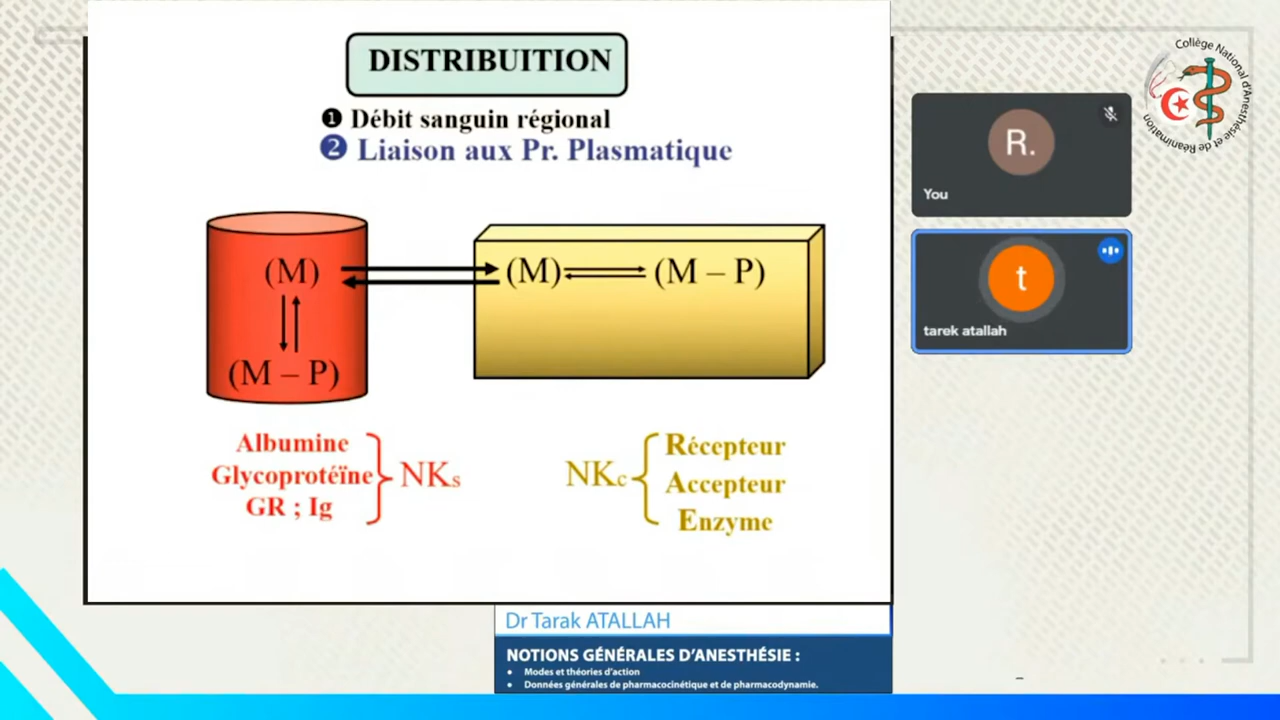 DISTRIBUITION
❶ Débit sanguin régional
❷ Liaison aux Pr. Plasmatique
(M)
(M – P)
(M)
(M – P)
Albumine
Glycoprotéïne
GR ; Ig
NKs
NKc
Récepteur
Accepteur
Enzyme
Dr Tarak ATALLAH
NOTIONS GÉNÉRALES D'ANESTHÉSIE :
• Modes et théories d'action
• Données générales de pharmacocinétique et de pharmacodynamie.
R.
You
t
tarek atallah
Collège National d'Anesthésie et de Réanimation